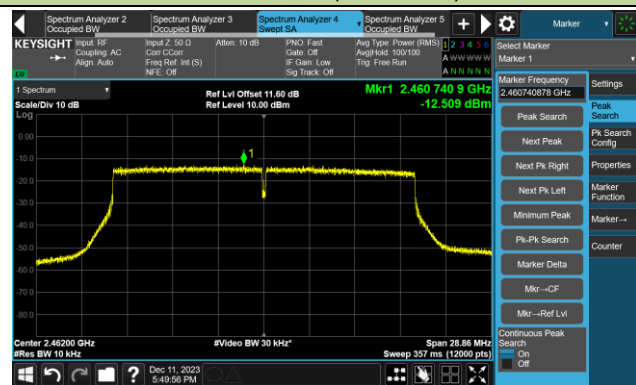 Spectrum Analyzer 2
Occupied BW
Spectrum Analyzer 3
Occupied BW
Spectrum Analyzer 4
Swept SA
Spectrum Analyzer 5
Occupied BW
Marker
KEYSIGHT
Input: RF
Coupling: AC
Align: Auto
Input Z: 50 Ω
Corr CCorr
Freq Ref: Int (S)
NFE: Off
Atten: 10 dB
PNO: Fast
Gate: Off
IF Gain: Low
Sig Track: Off
Avg Type: Power (RMS)
Avg|Hold: 100/100
Trig: Free Run
1 2 3 4 5 6
A W W W W W
A N N N N N
LW
Select Marker
Marker 1
1 Spectrum
Scale/Div 10 dB
Log
Ref Lvl Offset 11.60 dB
Ref Level 10.00 dBm
Mkr1 2.460 740 9 GHz
-12.509 dBm
0.00
-10.0
-20.0
-30.0
-40.0
-50.0
-60.0
-70.0
-80.0
1
Center 2.46200 GHz
#Res BW 10 kHz
#Video BW 30 kHz*
Span 28.86 MHz
Sweep 357 ms (12000 pts)
Marker Frequency
2.460740878 GHz
Peak Search
Next Peak
Next Pk Right
Next Pk Left
Minimum Peak
Pk-Pk Search
Marker Delta
Mkr→CF
Mkr→Ref Lvl
Continuous Peak
Search
On
Off
Settings
Peak
Search
Pk Search
Config
Properties
Marker
Function
Marker→
Counter
?
Dec 11, 2023
5:49:56 PM